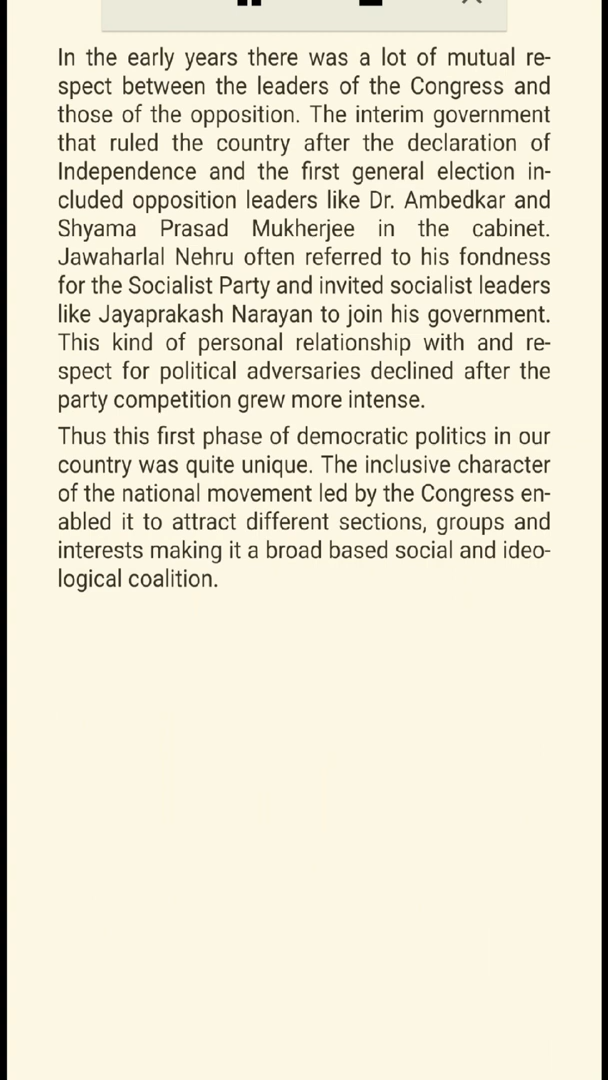 In the early years there was a lot of mutual re-
spect between the leaders of the Congress and
those of the opposition. The interim government
that ruled the country after the declaration of
Independence and the first general election in-
cluded opposition leaders like Dr. Ambedkar and
Shyama Prasad Mukherjee in the cabinet.
Jawaharlal Nehru often referred to his fondness
for the Socialist Party and invited socialist leaders
like Jayaprakash Narayan to join his government.
This kind of personal relationship with and re-
spect for political adversaries declined after the
party competition grew more intense.
Thus this first phase of democratic politics in our
country was quite unique. The inclusive character
of the national movement led by the Congress en-
abled it to attract different sections, groups and
interests making it a broad based social and ideo-
logical coalition.